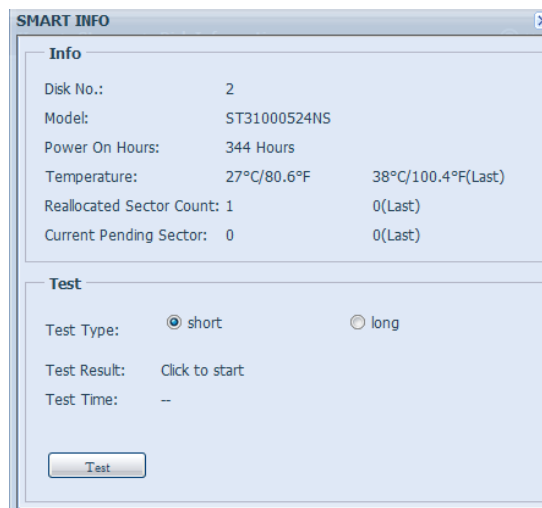 SMART INFO
Info
Disk No.: 2
Model: ST31000524NS
Power On Hours: 344 Hours
Temperature: 27°C/80.6°F 38°C/100.4°F(Last)
Reallocated Sector Count: 1 0(Last)
Current Pending Sector: 0 0(Last)
Test
Test Type: short long
Test Result: Click to start
Test Time: --
Test